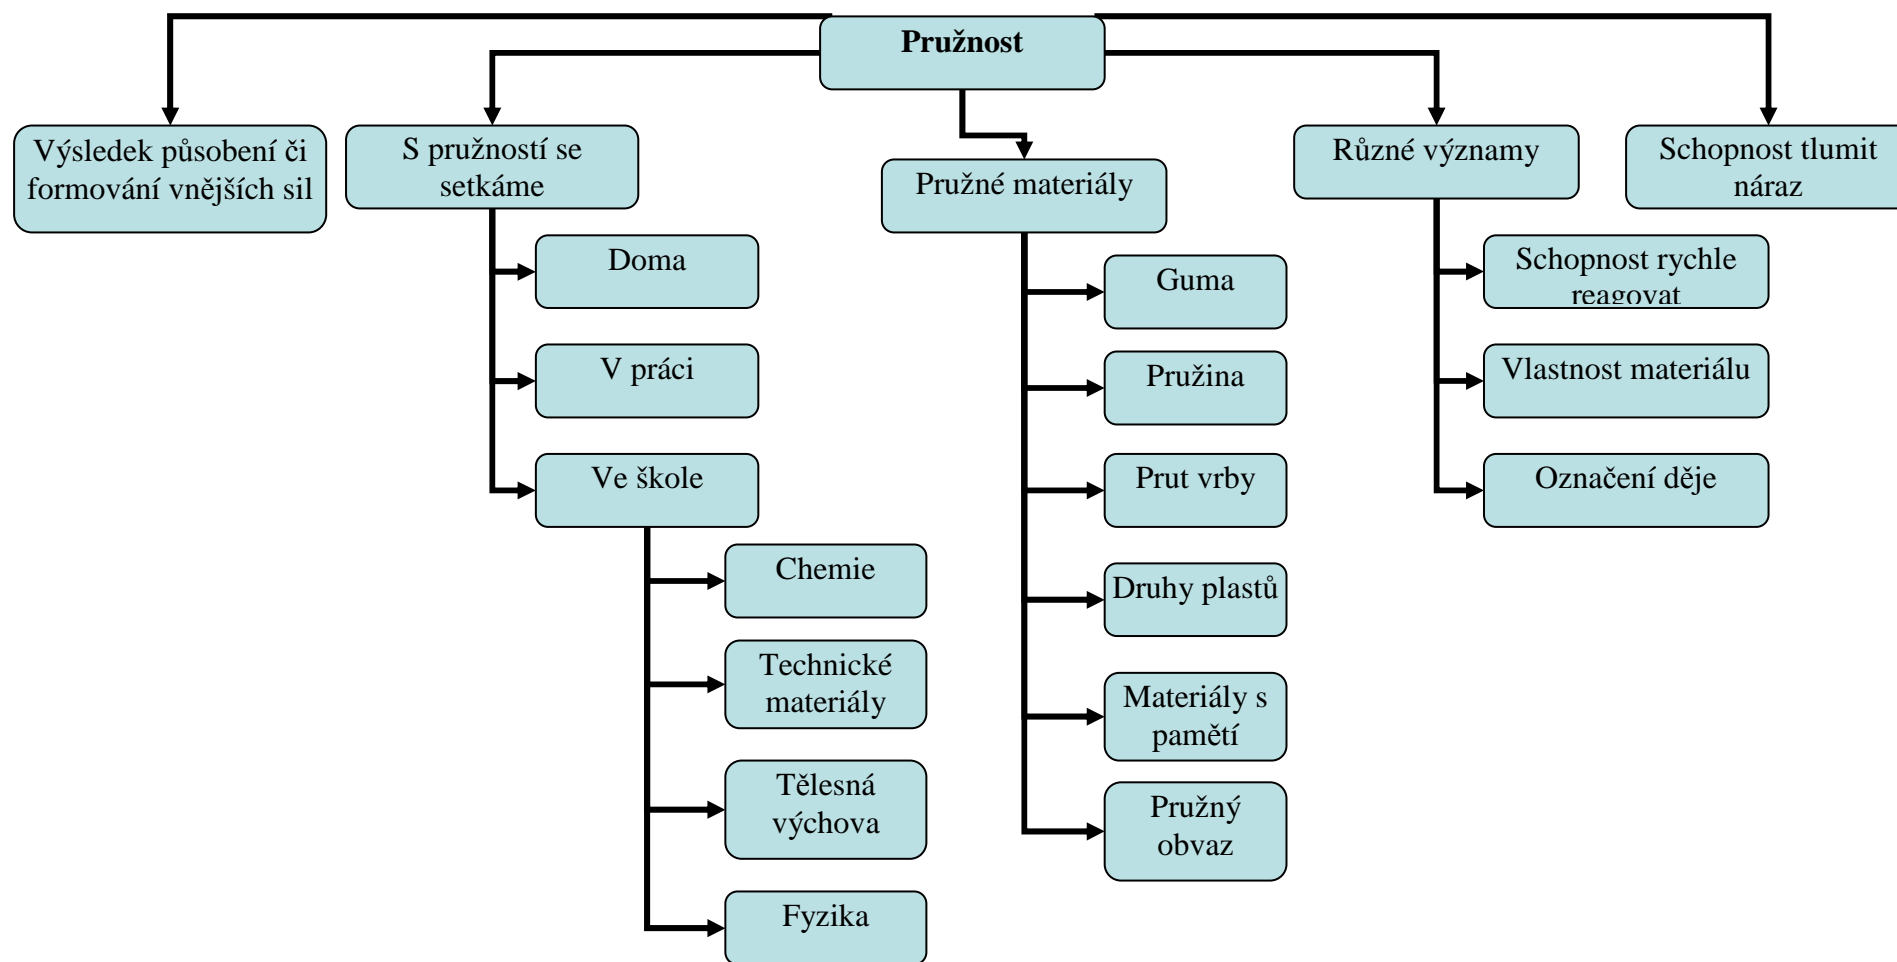 Pružnost
Výsledek působení či
formování vnějších sil
S pružností se
setkáme
Pružné materiály
Různé významy
Schopnost tlumit
náraz
Doma
V práci
Ve škole
Chemie
Technické
materiály
Tělesná
výchova
Fyzika
Guma
Pružina
Prut vrby
Druhy plastů
Materiály s
pamětí
Pružný
obvaz
Schopnost rychle
reagovat
Vlastnost materiálu
Označení děje